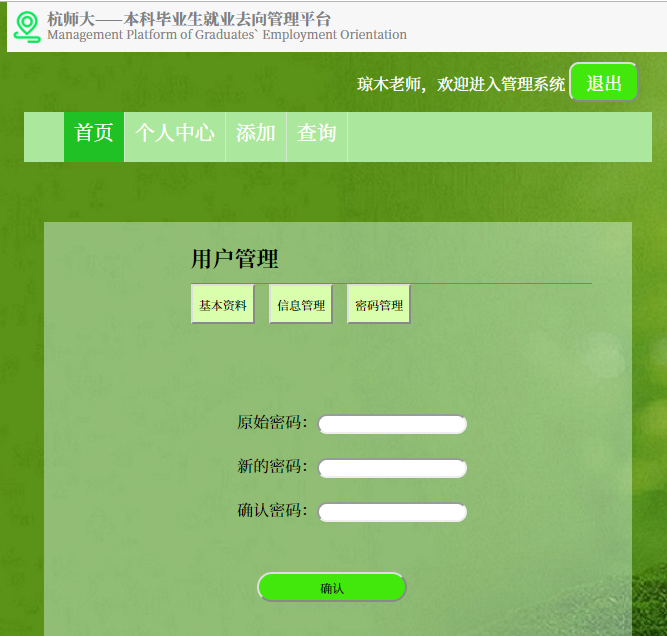 杭师大——本科毕业生就业去向管理平台
Management Platform of Graduates` Employment Orientation
琼木老师，欢迎进入管理系统 退出
首页 个人中心 添加 查询
用户管理
基本资料 信息管理 密码管理
原始密码：
新的密码：
确认密码：
确认